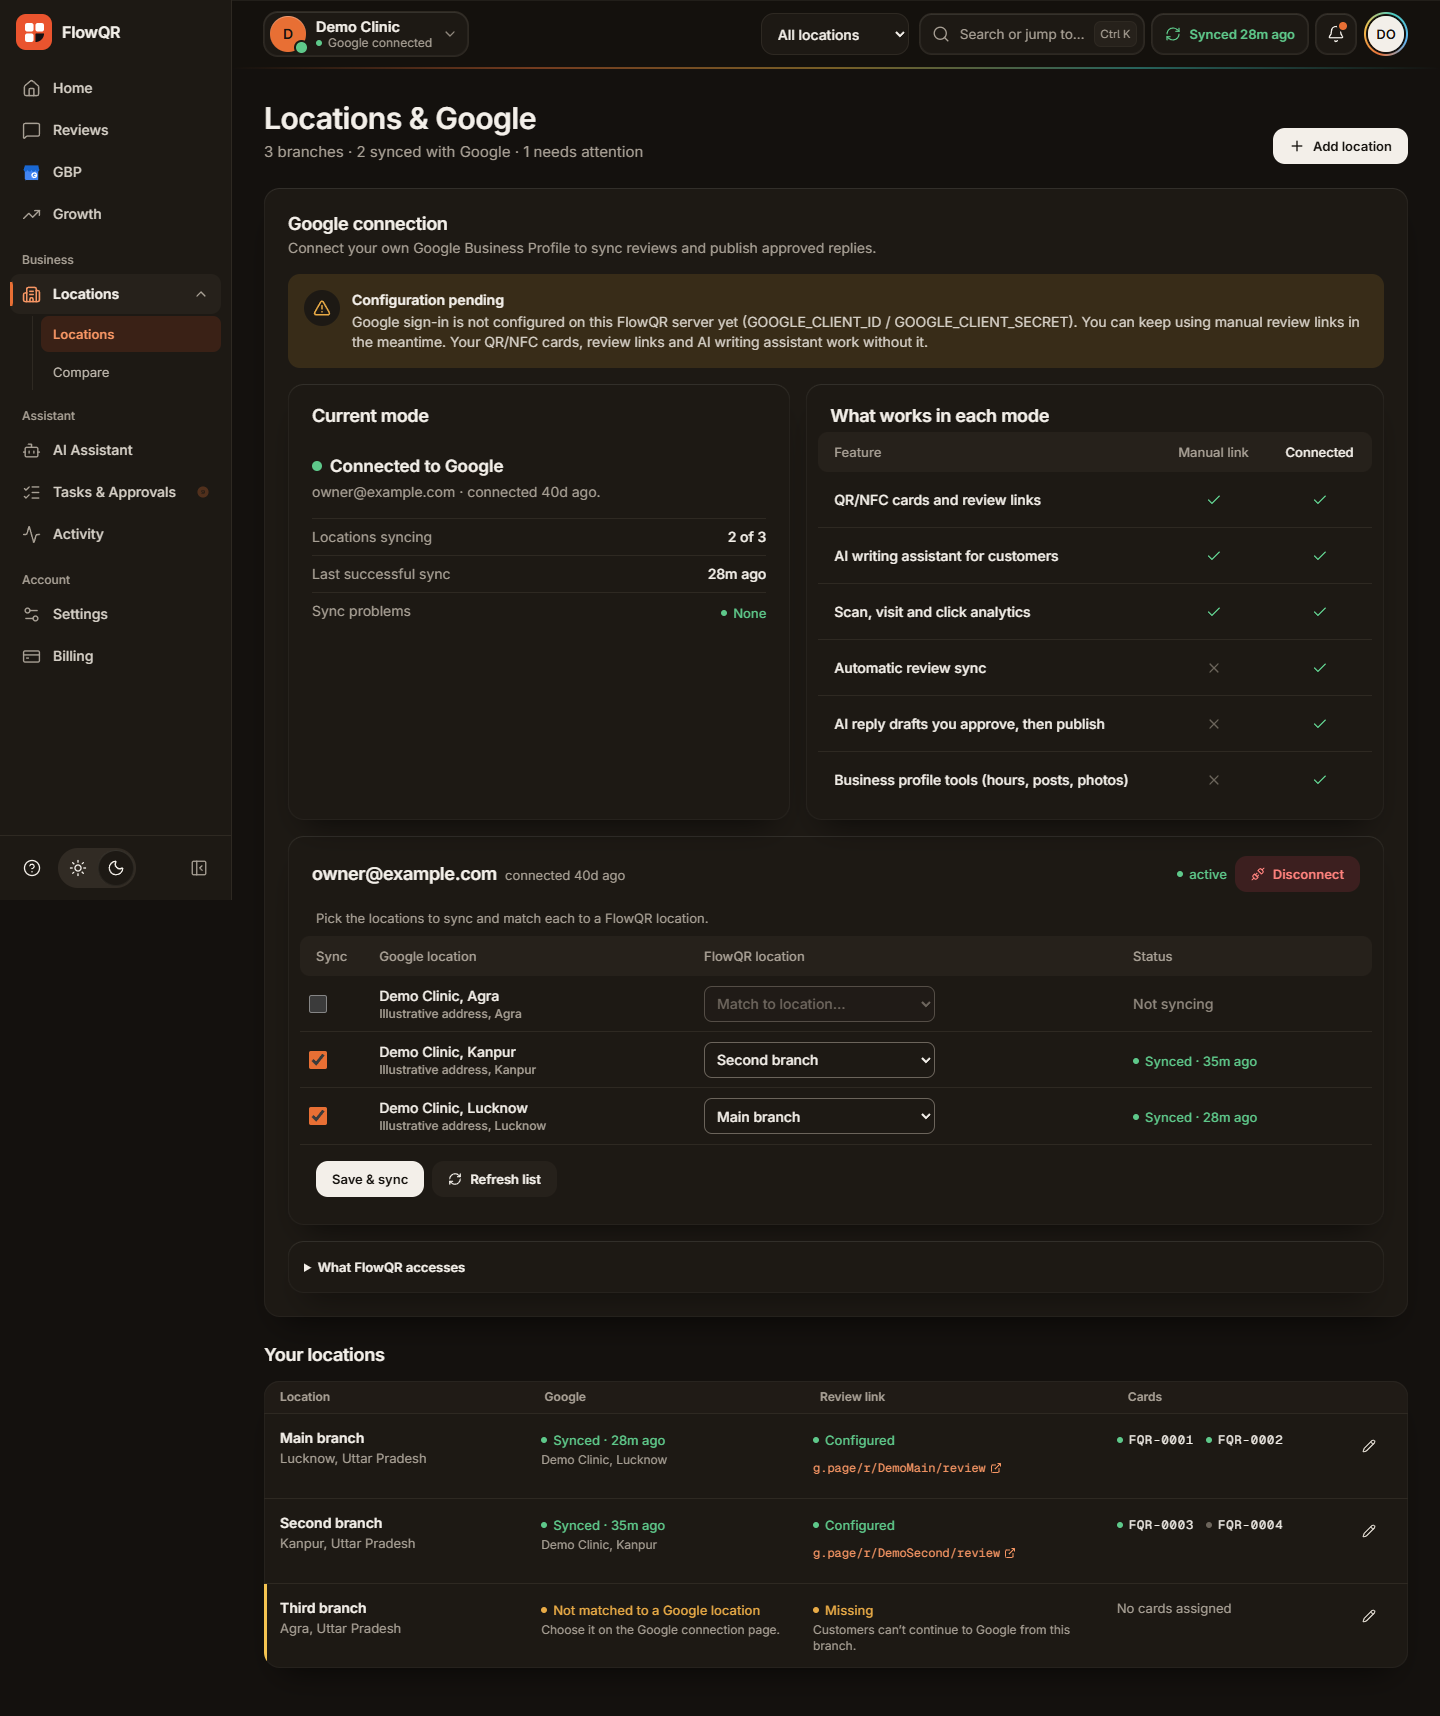 FlowQR
Home
Reviews
GBP
Growth
Business
Locations
Locations
Compare
Assistant
AI Assistant
Tasks & Approvals
Activity
Account
Settings
Billing
D
Demo Clinic
Google connected
All locations
Search or jump to...
Ctrl K
Synced 28m ago
DO
Locations & Google
3 branches · 2 synced with Google · 1 needs attention
Add location
Google connection
Connect your own Google Business Profile to sync reviews and publish approved replies.
Configuration pending
Google sign-in is not configured on this FlowQR server yet (GOOGLE_CLIENT_ID / GOOGLE_CLIENT_SECRET). You can keep using manual review links in
the meantime. Your QR/NFC cards, review links and AI writing assistant work without it.
Current mode
Connected to Google
owner@example.com · connected 40d ago.
Locations syncing 2 of 3
Last successful sync 28m ago
Sync problems None
What works in each mode
Feature Manual link Connected
QR/NFC cards and review links
AI writing assistant for customers
Scan, visit and click analytics
Automatic review sync
AI reply drafts you approve, then publish
Business profile tools (hours, posts, photos)
owner@example.com connected 40d ago
active
Disconnect
Pick the locations to sync and match each to a FlowQR location.
Sync Google location FlowQR location Status
Demo Clinic, Agra
Illustrative address, Agra
Match to location...
Not syncing
Demo Clinic, Kanpur
Illustrative address, Kanpur
Second branch
Synced · 35m ago
Demo Clinic, Lucknow
Illustrative address, Lucknow
Main branch
Synced · 28m ago
Save & sync
Refresh list
What FlowQR accesses
Your locations
Location Google Review link Cards
Main branch
Lucknow, Uttar Pradesh
Synced · 28m ago
Demo Clinic, Lucknow
Configured
g.page/r/DemoMain/review
FQR-0001 FQR-0002
Second branch
Kanpur, Uttar Pradesh
Synced · 35m ago
Demo Clinic, Kanpur
Configured
g.page/r/DemoSecond/review
FQR-0003 FQR-0004
Third branch
Agra, Uttar Pradesh
Not matched to a Google location
Choose it on the Google connection page.
Missing
Customers can't continue to Google from this
branch.
No cards assigned